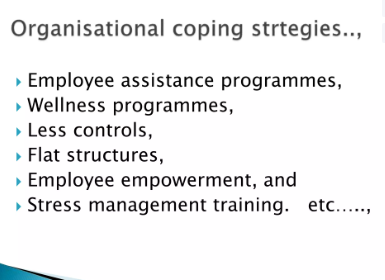 Organisational coping strtegies..,
Employee assistance programmes,
Wellness programmes,
Less controls,
Flat structures,
Employee empowerment, and
Stress management training. etc.....,